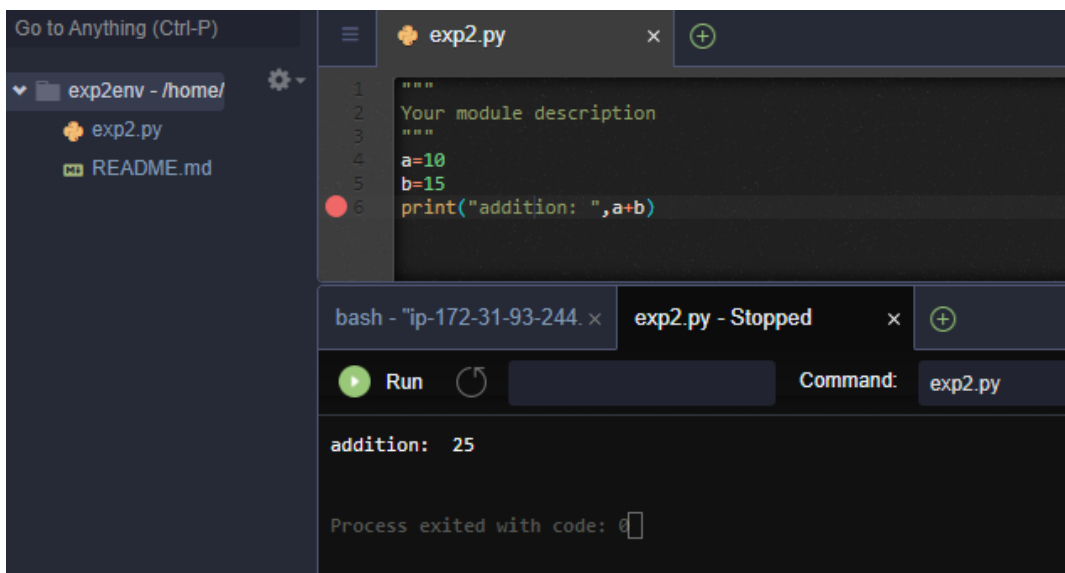 Go to Anything (Ctrl-P)
exp2env - /home/
exp2.py
README.md
exp2.py
1 """
2 Your module description
3 """
4 a=10
5 b=15
6 print("addition: ",a+b)
bash - "ip-172-31-93-244.
exp2.py - Stopped
Run
Command:
exp2.py
addition:  25
Process exited with code: 0